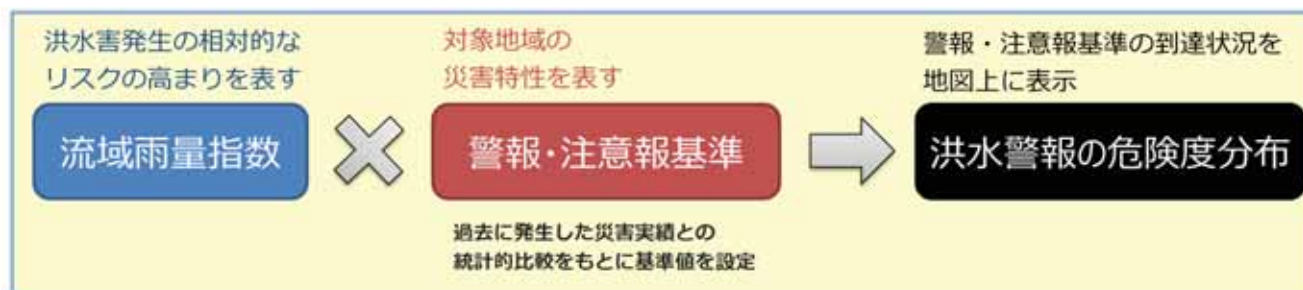 洪水害発生の相対的な
リスクの高まりを表す
流域雨量指数
対象地域の
災害特性を表す
警報・注意報基準
過去に発生した災害実績との
統計的比較をもとに基準値を設定
警報・注意報基準の到達状況を
地図上に表示
洪水警報の危険度分布